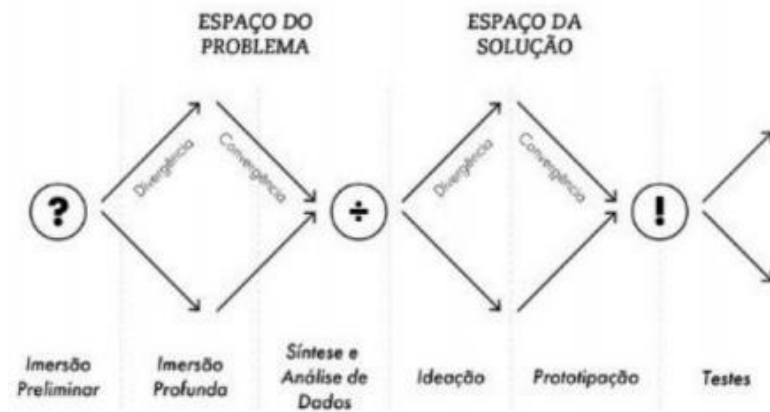 ESPAÇO DO
PROBLEMA
ESPAÇO DA
SOLUÇÃO
Divergência
Convergência
Divergência
Convergência
?
÷
!
Imersão
Preliminar
Imersão
Profunda
Síntese e
Análise de
Dados
Ideação
Prototipação
Testes